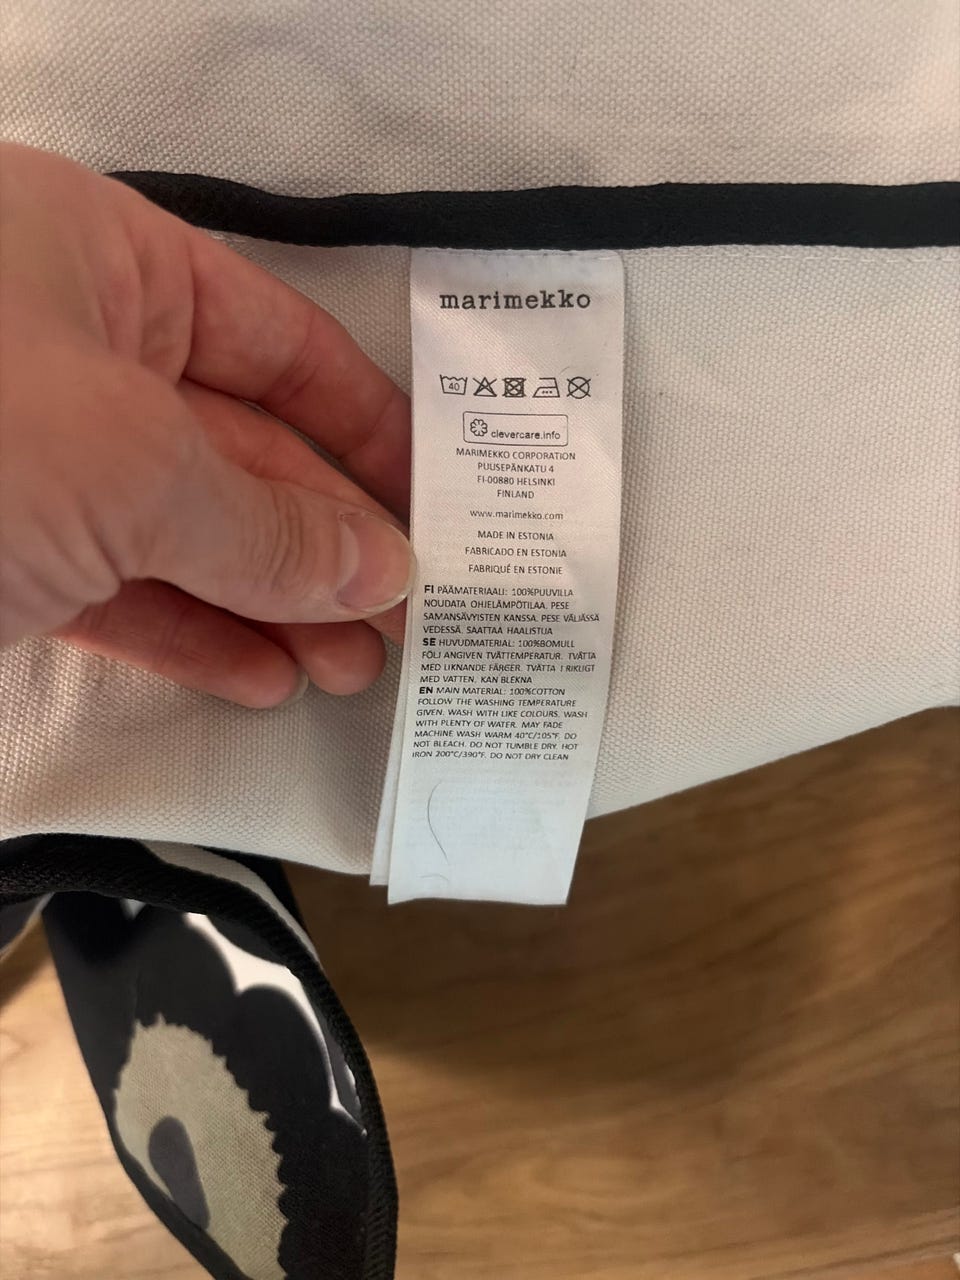 marimekko
40
clevercare.info
MARIMEKKO CORPORATION
PUUSEPÄNKATU 4
FI-00880 HELSINKI
FINLAND
www.marimekko.com
MADE IN ESTONIA
FABRICADO EN ESTONIA
FABRIQUÉ EN ESTONIE
FI PÄÄMATERIAALI: 100%PUUVILLA
NOUDATA OHJELÄMPÖTILAA. PESE
SAMANSÄVYISTEN KANSSA. PESE VÄLJÄSSÄ
VEDESSÄ. SAATTAA HAALISTUA
SE HUVUDMATERIAL: 100%BOMULL
FÖLJ ANGIVEN TVÄTTEMPERATUR. TVÄTTA
MED LIKNANDE FÄRGER. TVÄTTA I RIKLIGT
MED VATTEN. KAN BLEKNA
EN MAIN MATERIAL: 100%COTTON
FOLLOW THE WASHING TEMPERATURE
GIVEN. WASH WITH LIKE COLOURS. WASH
WITH PLENTY OF WATER. MAY FADE
MACHINE WASH WARM 40°C/105°F. DO
NOT BLEACH. DO NOT TUMBLE DRY. HOT
IRON 200°C/390°F. DO NOT DRY CLEAN